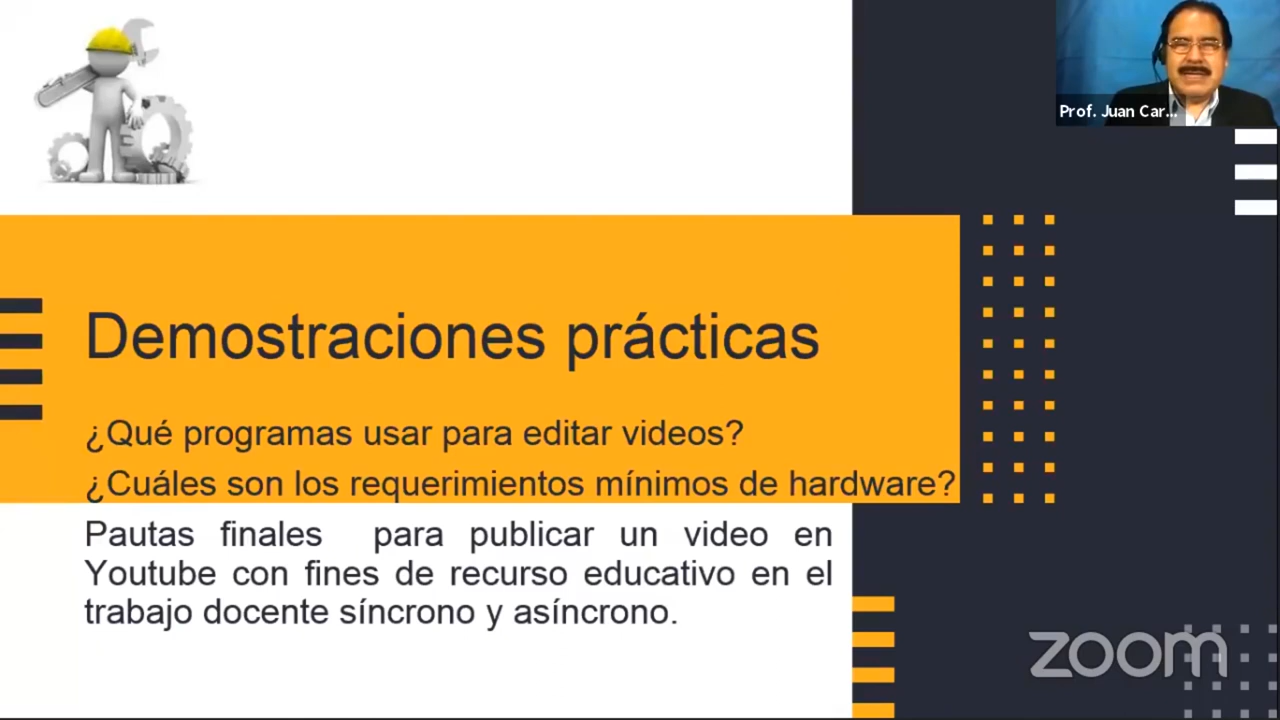 Prof. Juan Car...
Demostraciones prácticas
¿Qué programas usar para editar videos?
¿Cuáles son los requerimientos mínimos de hardware?
Pautas finales para publicar un video en
Youtube con fines de recurso educativo en el
trabajo docente síncrono y asíncrono.
zoom